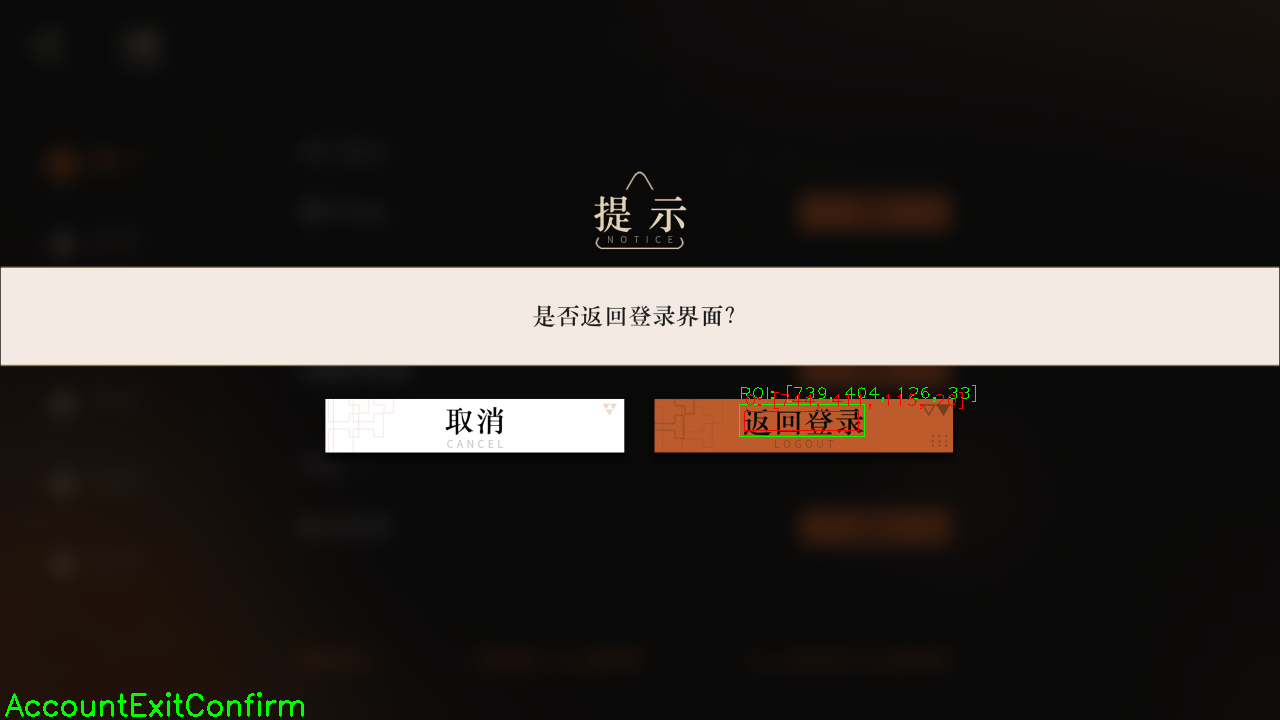 提示
NOTICE
是否返回登录界面?
ROI: [739, 404, 126, 33]
取消
CANCEL
返回登录
LOGOUT
AccountExitConfirm